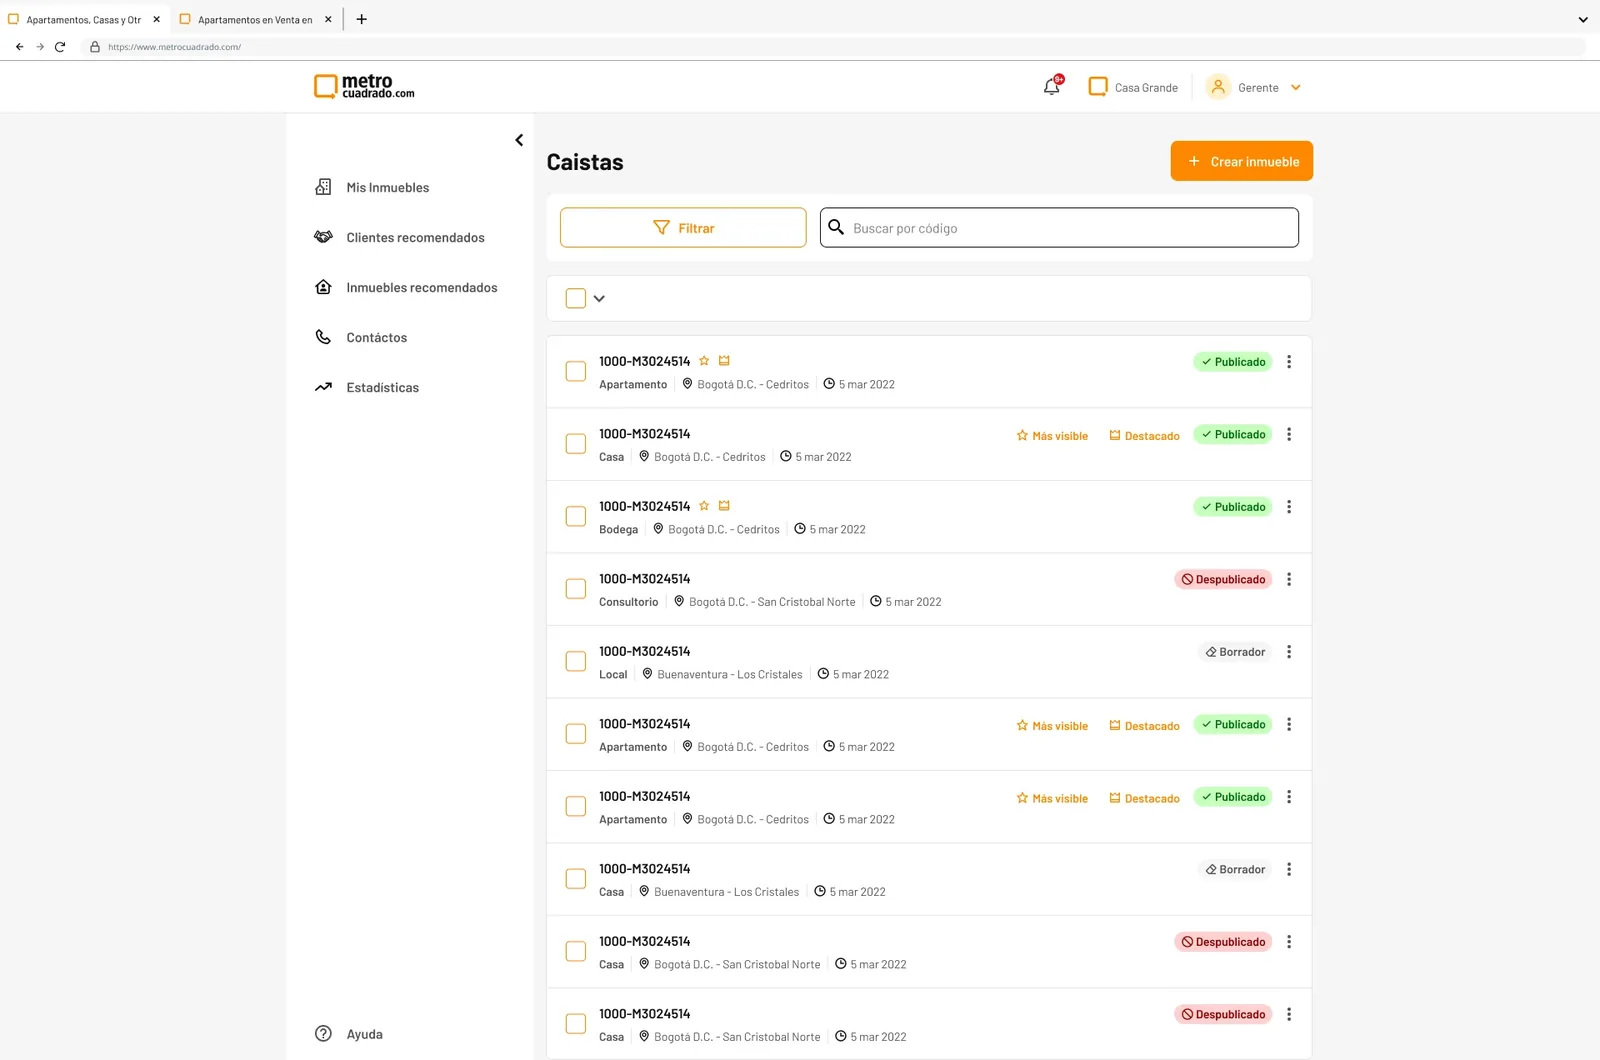 Apartamentos, Casas y Otr
Apartamentos en Venta en
https://www.metrocuadrado.com/
metro
cuadrado.com
9+
Casa Grande
Gerente
Mis Inmuebles
Clientes recomendados
Inmuebles recomendados
Contáctos
Estadísticas
Ayuda
Caistas
+ Crear inmueble
Filtrar
Buscar por código
1000-M3024514
Publicado
Apartamento Bogotá D.C. - Cedritos 5 mar 2022
1000-M3024514
Más visible Destacado Publicado
Casa Bogotá D.C. - Cedritos 5 mar 2022
1000-M3024514
Publicado
Bodega Bogotá D.C. - Cedritos 5 mar 2022
1000-M3024514
Despublicado
Consultorio Bogotá D.C. - San Cristobal Norte 5 mar 2022
1000-M3024514
Borrador
Local Buenaventura - Los Cristales 5 mar 2022
1000-M3024514
Más visible Destacado Publicado
Apartamento Bogotá D.C. - Cedritos 5 mar 2022
1000-M3024514
Más visible Destacado Publicado
Apartamento Bogotá D.C. - Cedritos 5 mar 2022
1000-M3024514
Borrador
Casa Buenaventura - Los Cristales 5 mar 2022
1000-M3024514
Despublicado
Casa Bogotá D.C. - San Cristobal Norte 5 mar 2022
1000-M3024514
Despublicado
Casa Bogotá D.C. - San Cristobal Norte 5 mar 2022